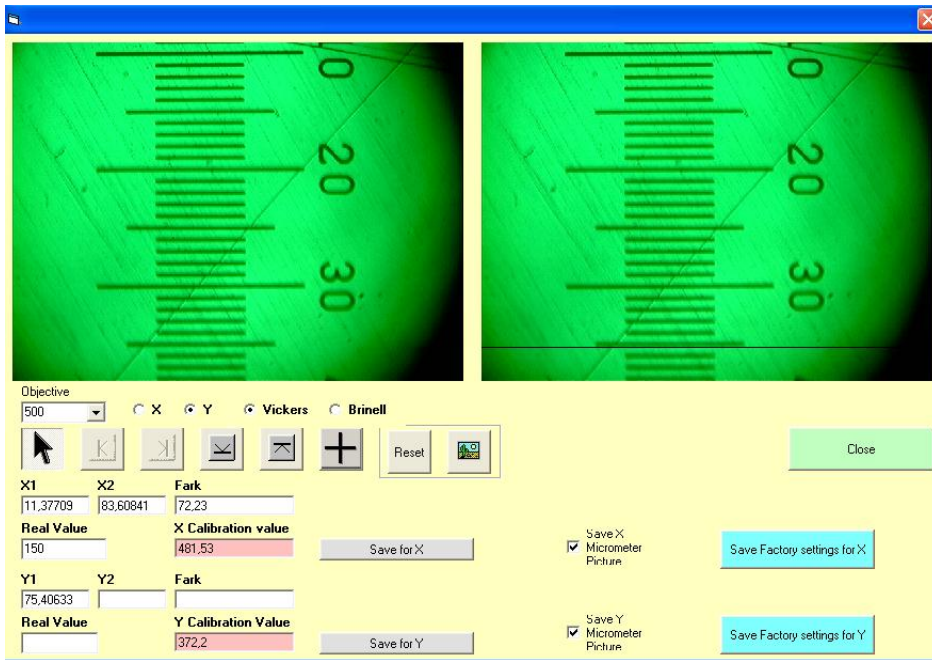 10
10
20
20
30
30
Objective
500
X
Y
Vickers
Brinell
Reset
Close
X1
X2
Fark
11,37709
83,60841
72,23
Real Value
X Calibration value
150
481,53
Save for X
Save X
Micrometer
Picture
Save Factory settings for X
Y1
Y2
Fark
75,40633
Real Value
Y Calibration Value
372,2
Save for Y
Save Y
Micrometer
Picture
Save Factory settings for Y